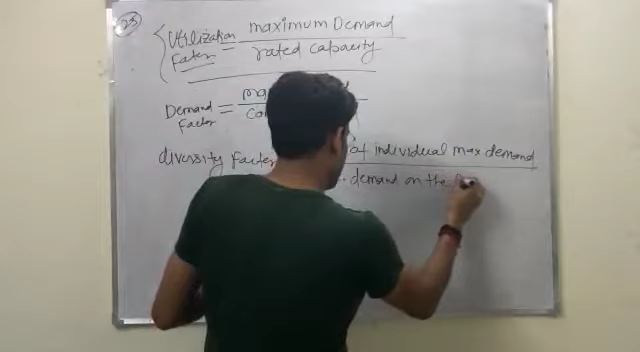 23
Utilization Factor = maximum Demand
rated capacity
Demand Factor =
diversity factor of individual max demand
demand on the